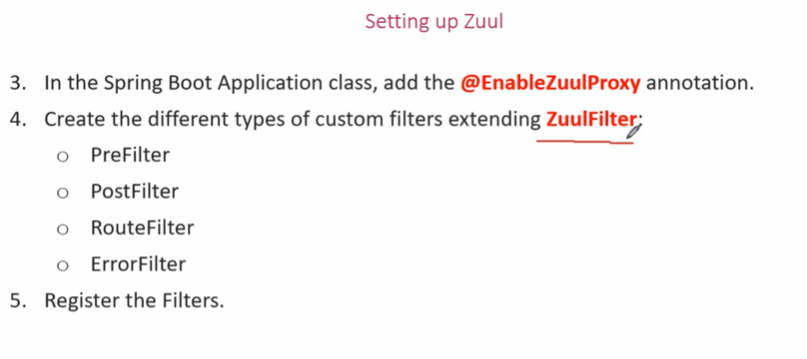 Setting up Zuul
3. In the Spring Boot Application class, add the @EnableZuulProxy annotation.
4. Create the different types of custom filters extending ZuulFilter:
o PreFilter
o PostFilter
o RouteFilter
o ErrorFilter
5. Register the Filters.